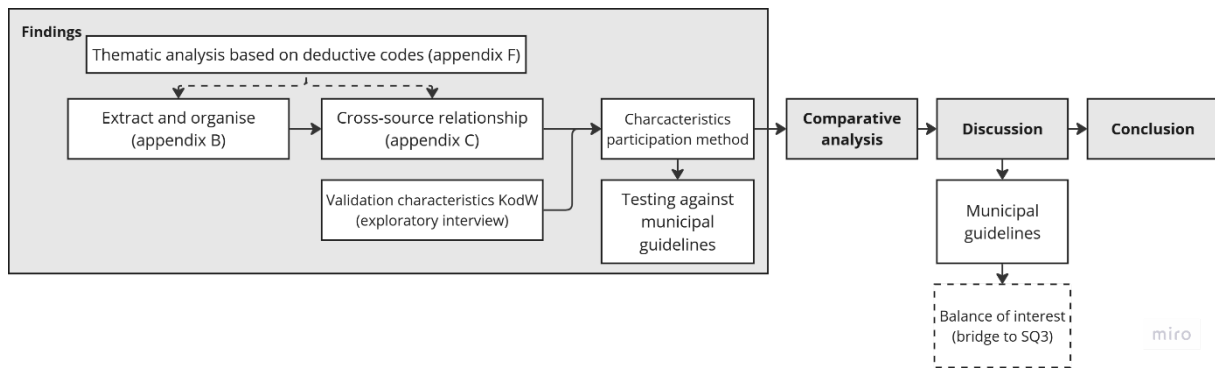 Findings
Thematic analysis based on deductive codes (appendix F)
Extract and organise
(appendix B)
Cross-source relationship
(appendix C)
Validation characteristics KodW
(exploratory interview)
Charcacteristics
participation method
Testing against
municipal
guidelines
Comparative
analysis
Discussion
Municipal
guidelines
Balance of interest
(bridge to SQ3)
Conclusion
miro